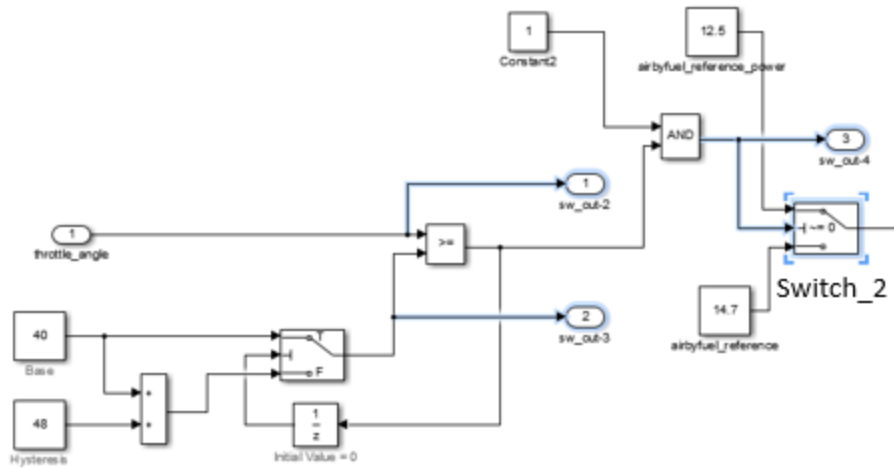 1
Constant2
12.5
airbyfuel_reference_power
AND
3
sw_out-4
1
sw_out-2
1
throttle_angle
>=
~= 0
Switch_2
14.7
airbyfuel_reference
2
sw_out-3
40
Base
T
F
+
+
48
Hysteresis
1
z
Initial Value = 0